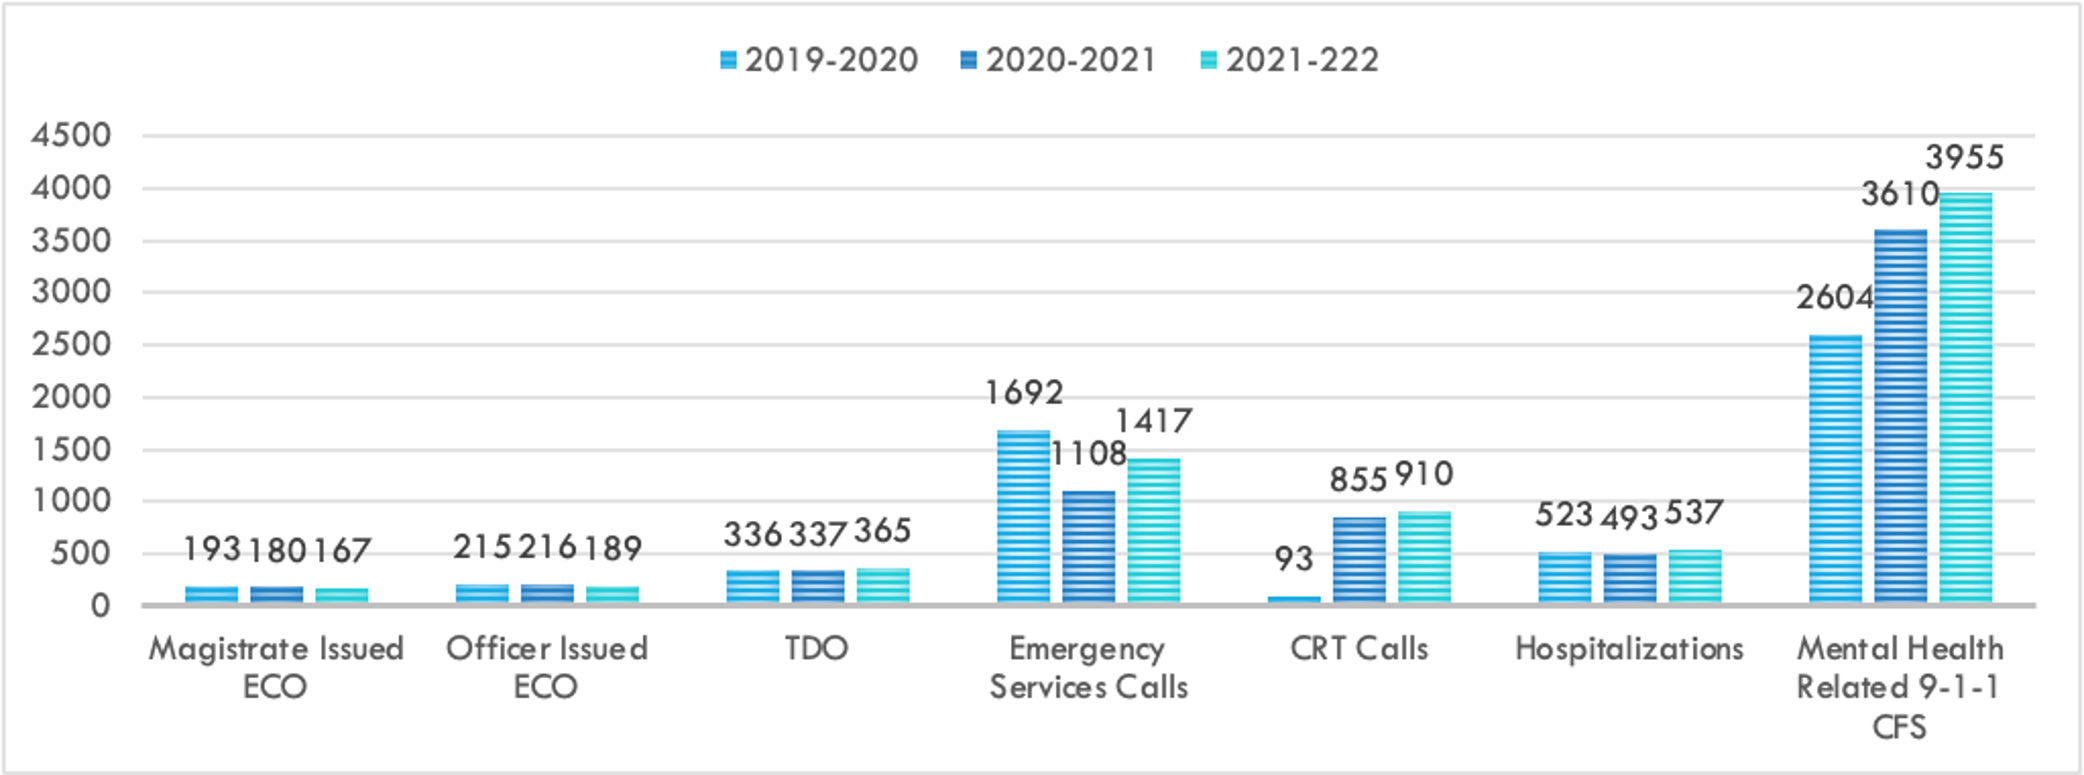 2019-2020 2020-2021 2021-222
4500
4000
3500
3000
2500
2000
1500
1000
500
0
193 180 167
215 216 189
336 337 365
1692 1108 1417
93 855 910
523 493 537
2604 3610 3955
Magistrate Issued
ECO
Officer Issued
ECO
TDO
Emergency
Services Calls
CRT Calls
Hospitalizations
Mental Health
Related 9-1-1
CFS